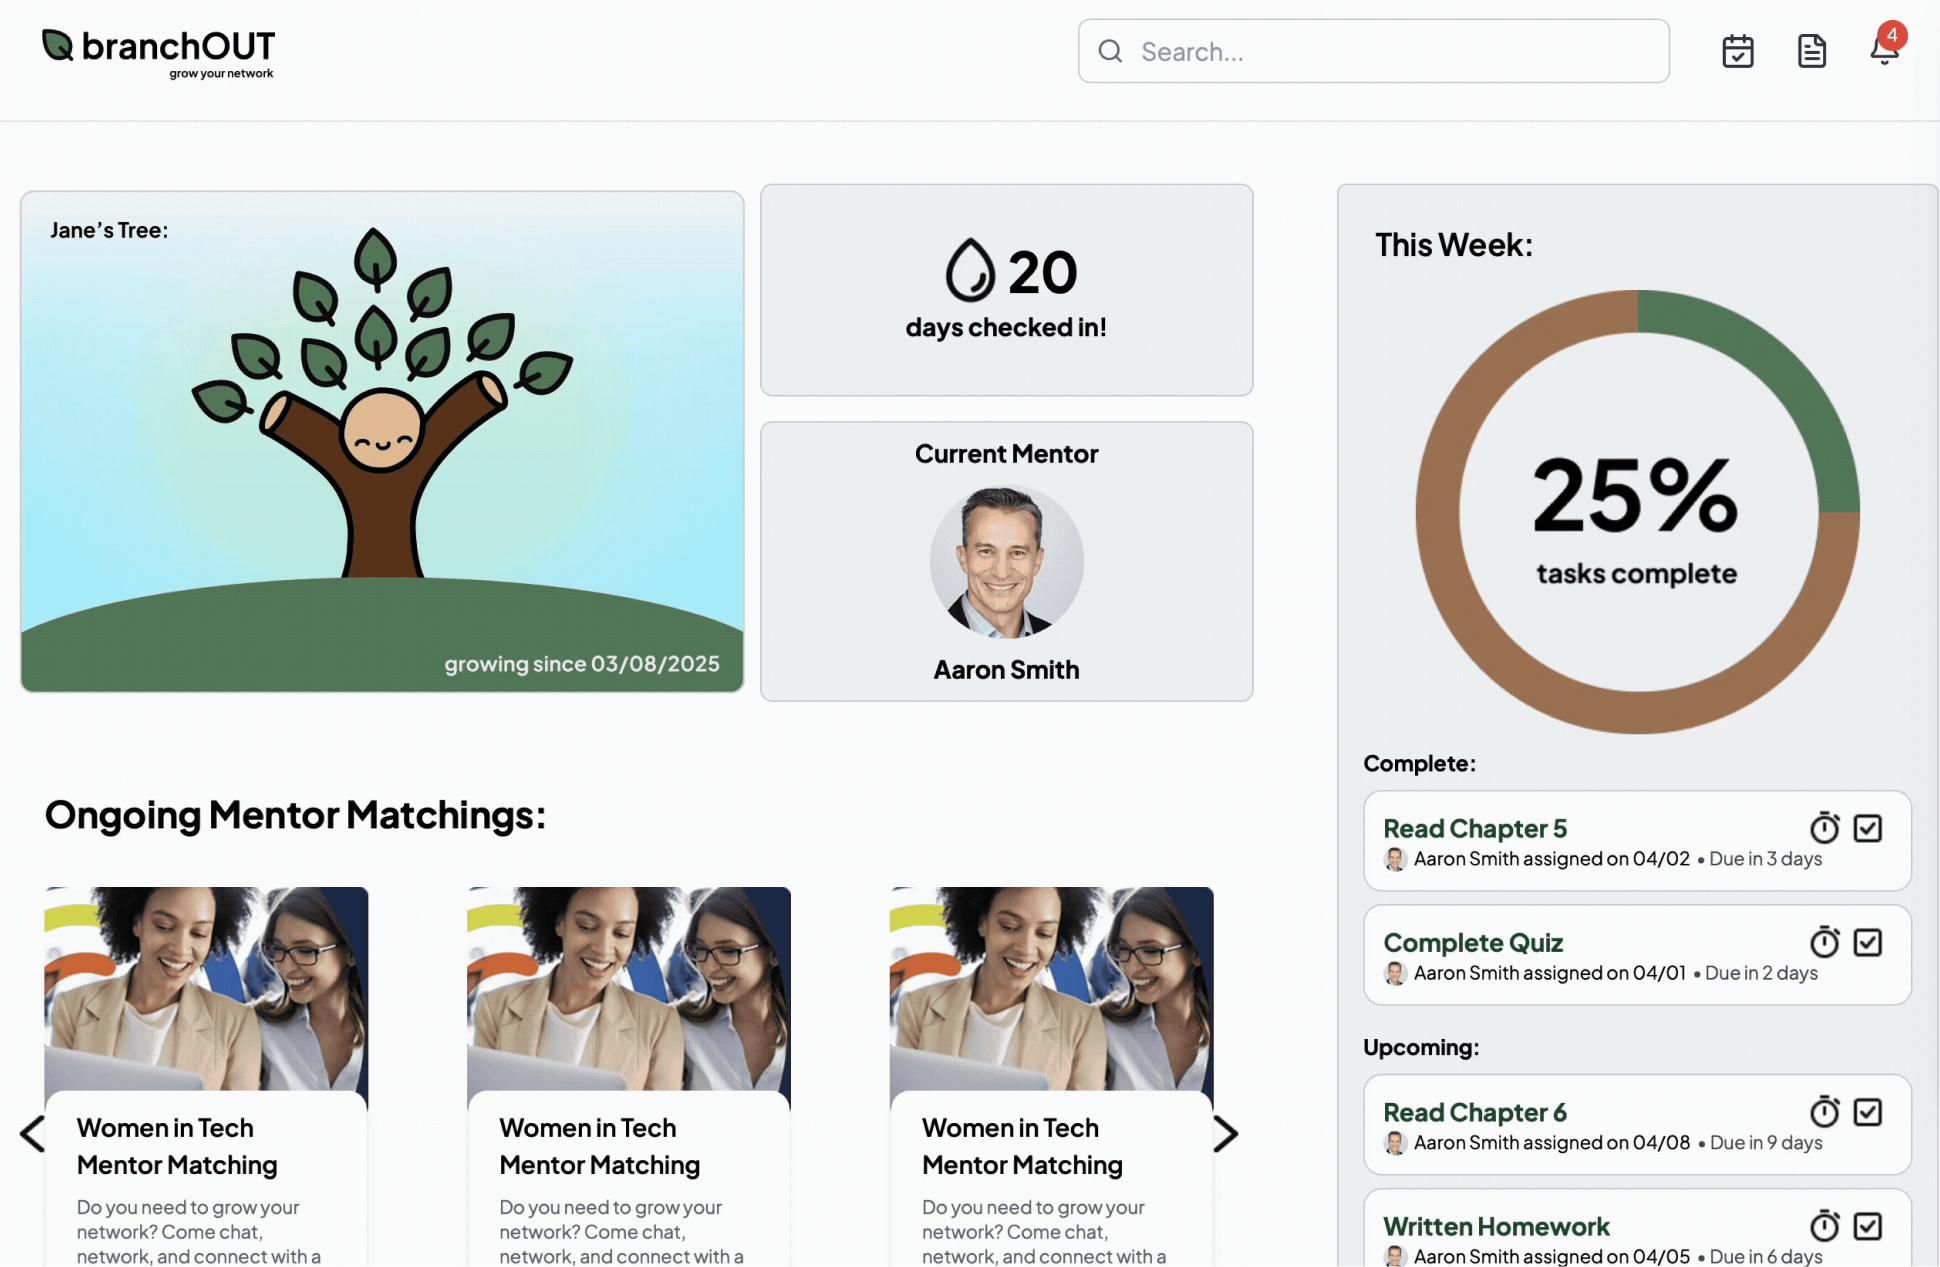 branchOUT
grow your network
Search...
4
Jane's Tree:
growing since 03/08/2025
20
days checked in!
Current Mentor
Aaron Smith
This Week:
25%
tasks complete
Complete:
Read Chapter 5
Aaron Smith assigned on 04/02 • Due in 3 days
Complete Quiz
Aaron Smith assigned on 04/01 • Due in 2 days
Upcoming:
Read Chapter 6
Aaron Smith assigned on 04/08 • Due in 9 days
Written Homework
Aaron Smith assigned on 04/05 • Due in 6 days
Ongoing Mentor Matchings:
Women in Tech
Mentor Matching
Do you need to grow your
network? Come chat,
network, and connect with a
Women in Tech
Mentor Matching
Do you need to grow your
network? Come chat,
network, and connect with a
Women in Tech
Mentor Matching
Do you need to grow your
network? Come chat,
network, and connect with a